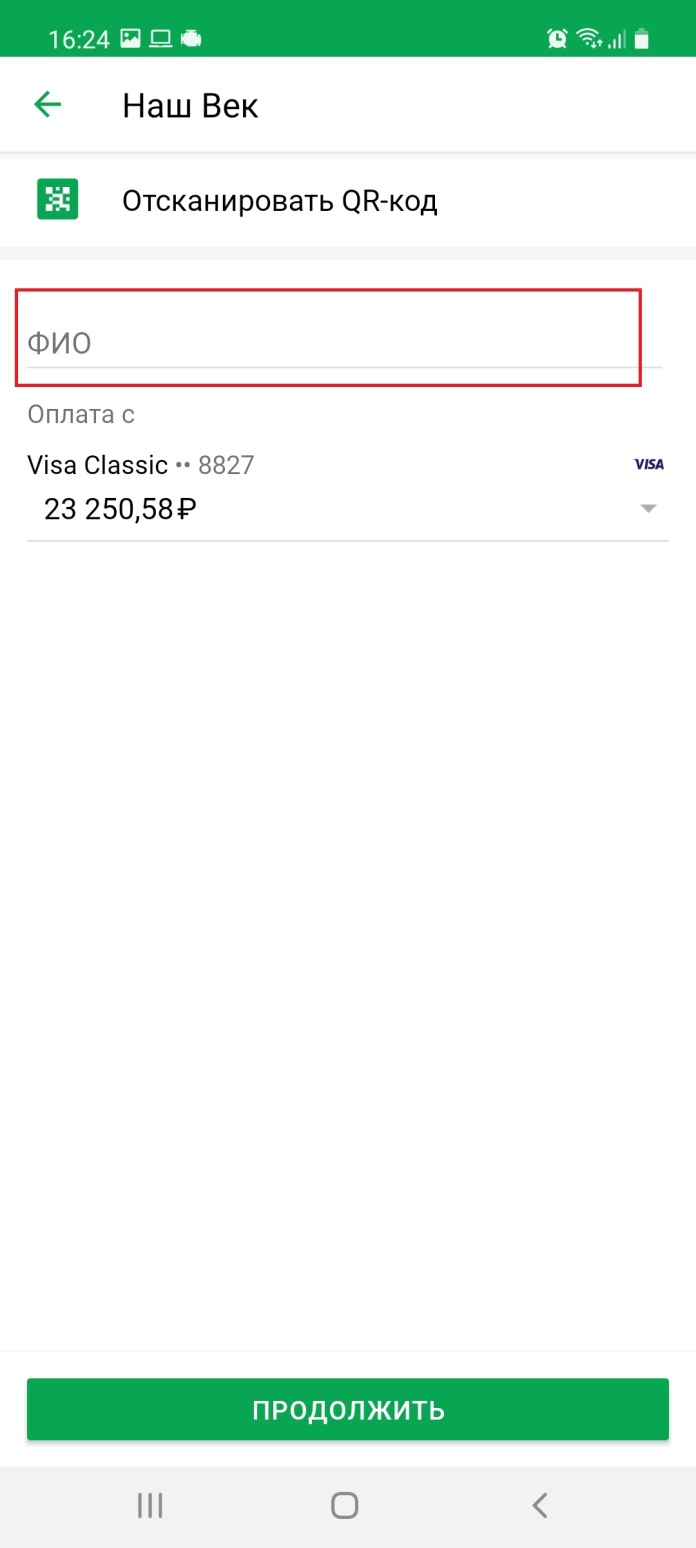 16:24
Наш Век
Отсканировать QR-код
ФИО
Оплата с
Visa Classic •• 8827
VISA
23 250,58₽
ПРОДОЛЖИТЬ